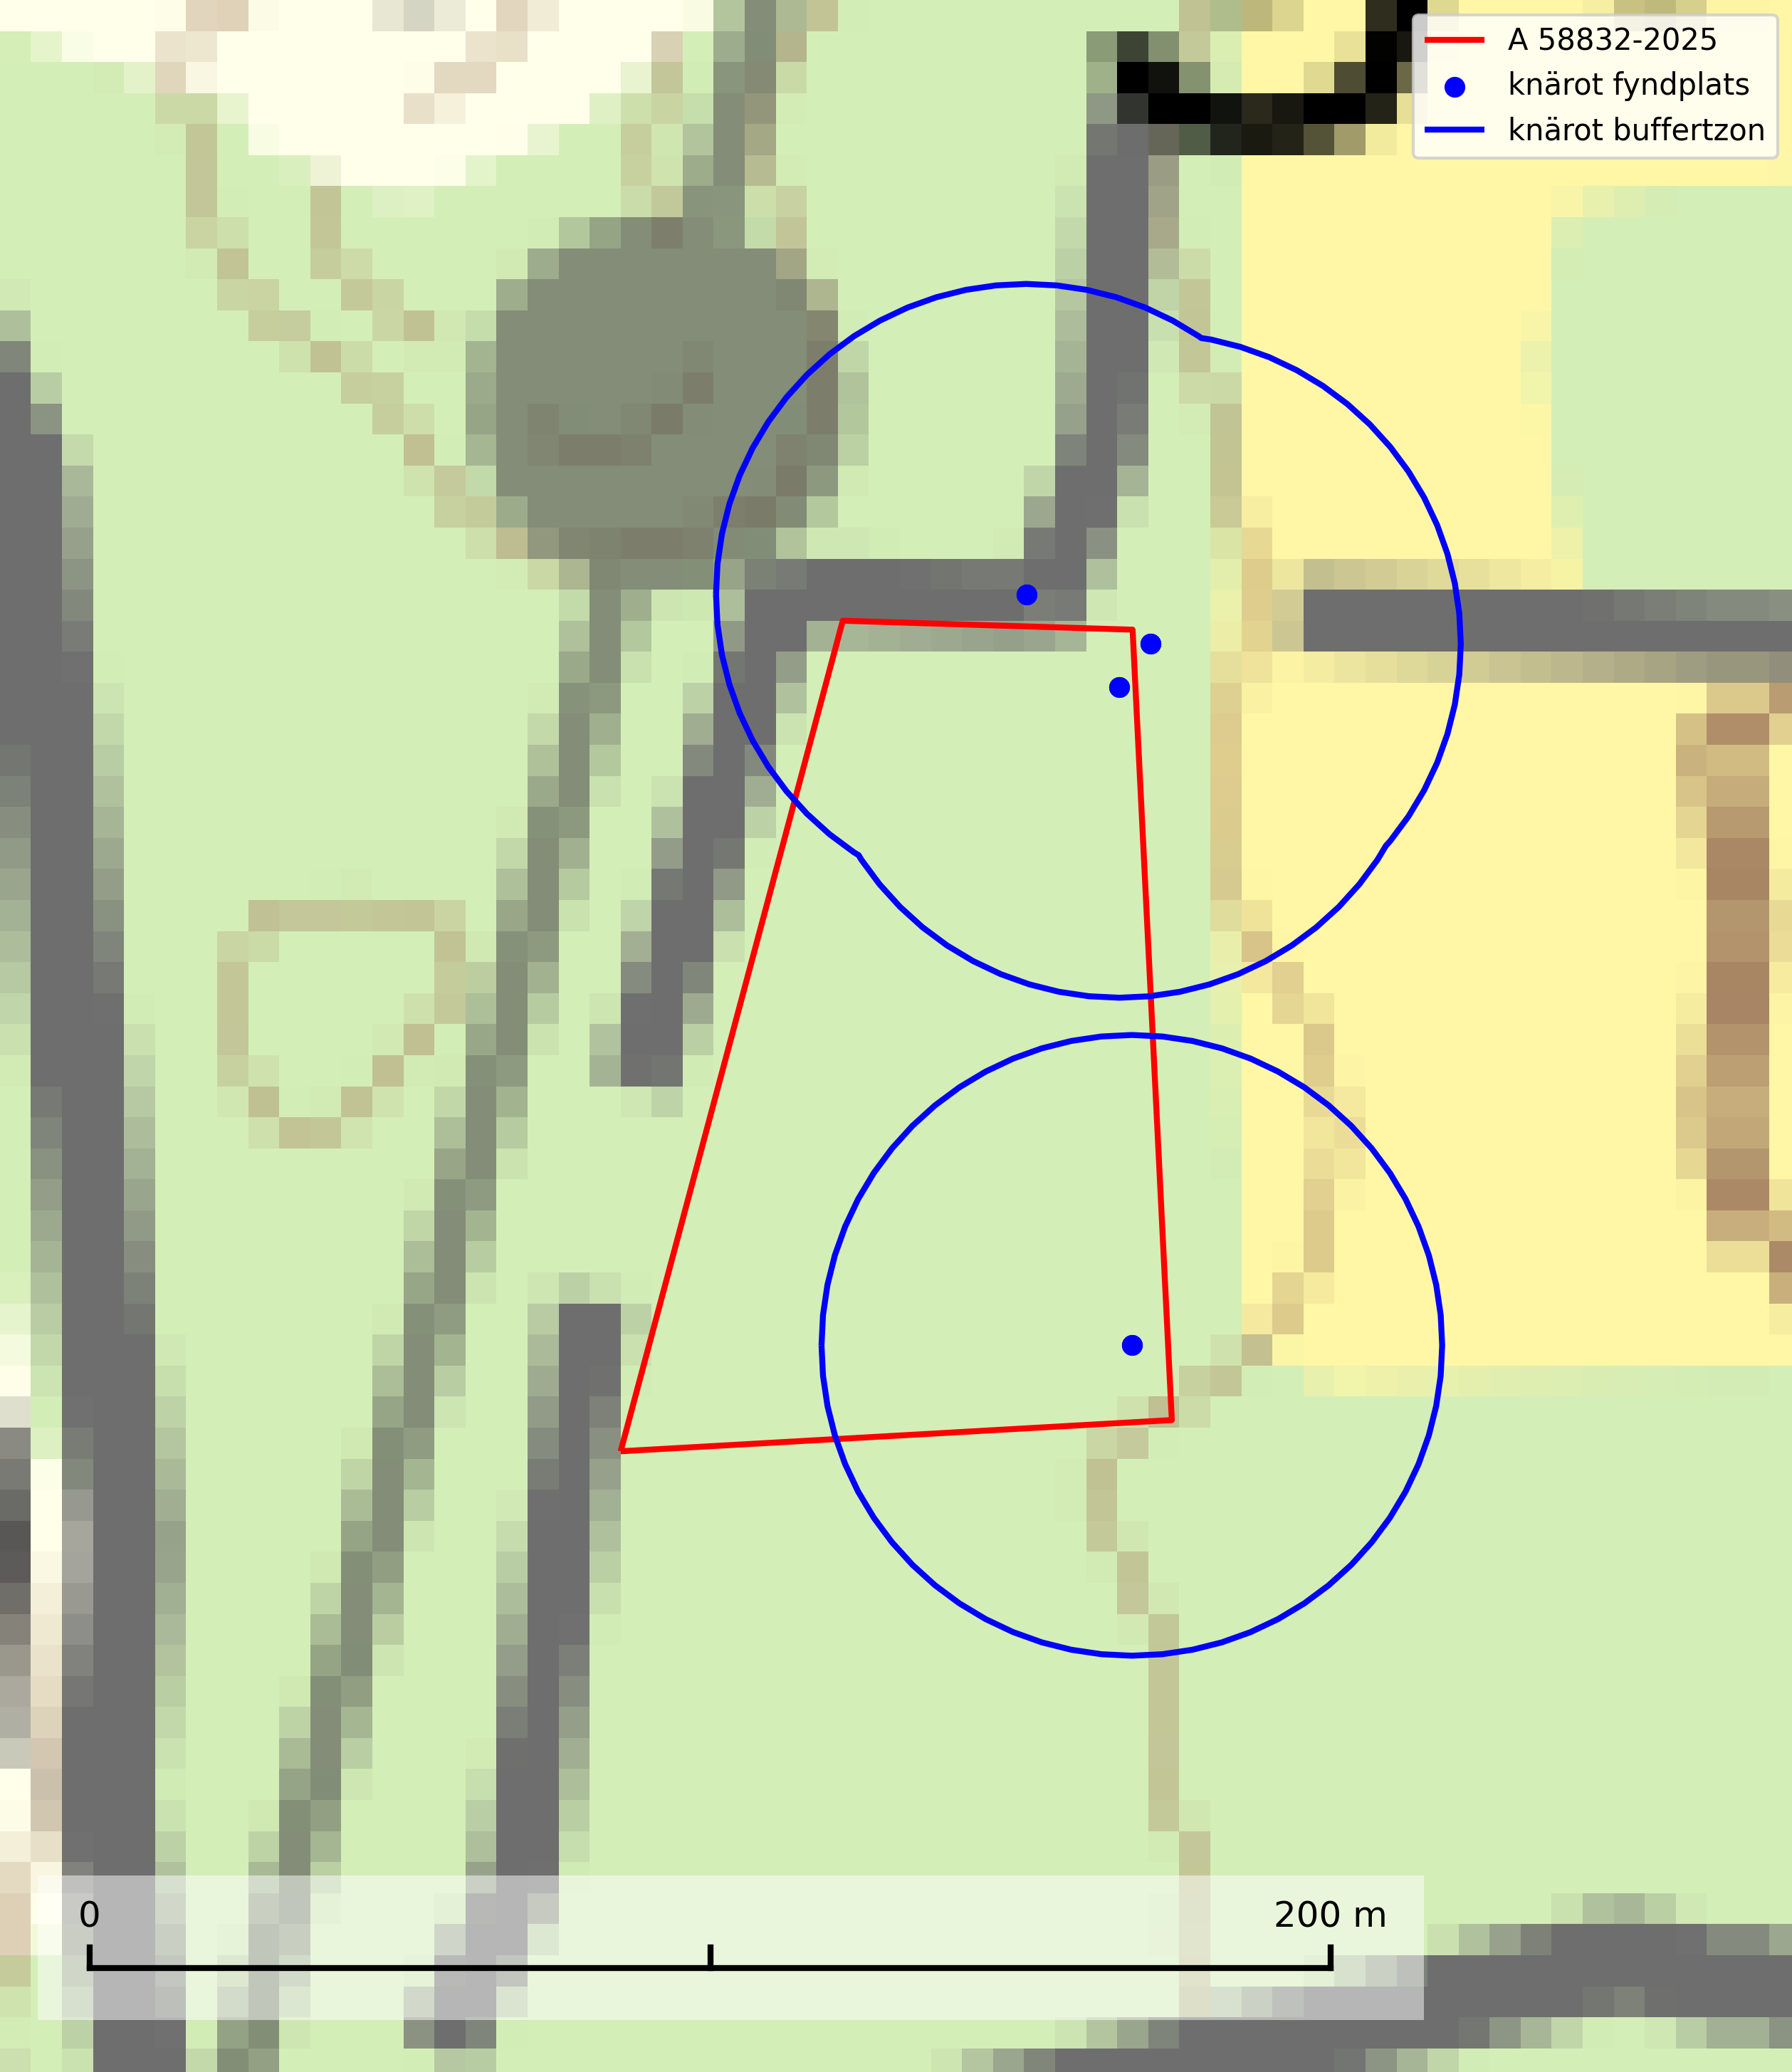 A 58832-2025
knärot fyndplats
knärot buffertzon
0
200 m